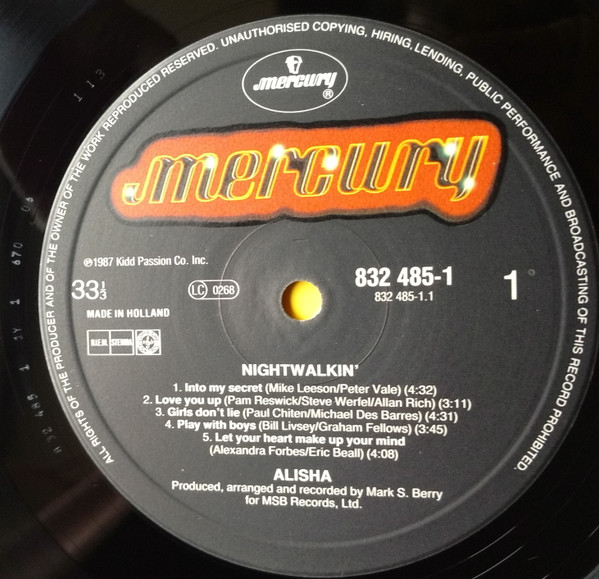 ALL RIGHTS OF THE PRODUCER AND OF THE OWNER OF THE WORK REPRODUCED RESERVED. UNAUTHORISED COPYING, HIRING, LENDING, PUBLIC PERFORMANCE AND BROADCASTING OF THIS RECORD PROHIBITED.
mercury
®
mercury
℗1987 Kidd Passion Co. Inc.
33⅓
LC 0268
832 485-1
832 485-1.1
1
MADE IN HOLLAND
B.I.E.M. STEMRA
NIGHTWALKIN'
1. Into my secret (Mike Leeson/Peter Vale) (4:32)
2. Love you up (Pam Reswick/Steve Werfel/Allan Rich) (3:11)
3. Girls don't lie (Paul Chiten/Michael Des Barres) (4:31)
4. Play with boys (Bill Livsey/Graham Fellows) (3:45)
5. Let your heart make up your mind
(Alexandra Forbes/Eric Beall) (4:08)
ALISHA
Produced, arranged and recorded by Mark S. Berry
for MSB Records, Ltd.
1 1 3